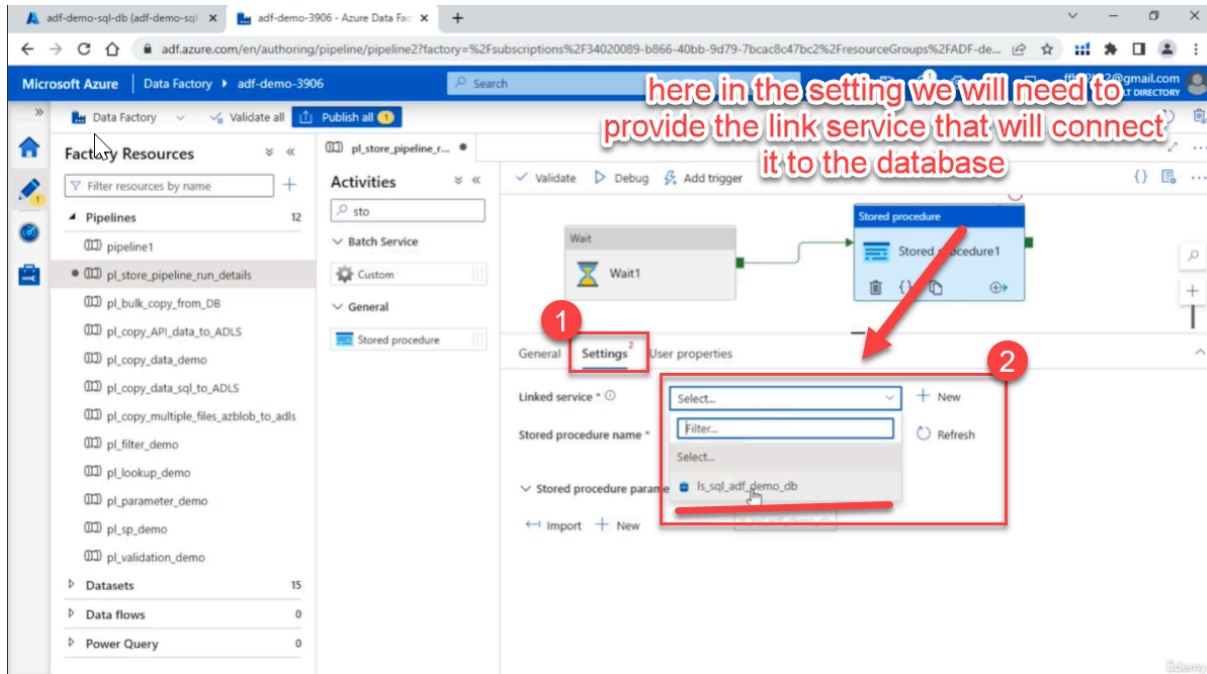 adf-demo-sql-db (adf-demo-sql-
adf-demo-3906 - Azure Data Fac
adf.azure.com/en/authoring/pipeline/pipeline2?factory=%2Fsubscriptions%2F34020089-b866-40bb-9d79-7bcac8c47bc2%2FresourceGroups%2FADF-de...
Microsoft Azure
Data Factory
adf-demo-3906
Search
@gmail.com
DIRECTORY
here in the setting we will need to
provide the link service that will connect
it to the database
Data Factory
Validate all
Publish all 1
Factory Resources
Filter resources by name
Pipelines 12
pipeline1
pl_store_pipeline_run_details
pl_bulk_copy_from_DB
pl_copy_API_data_to_ADLS
pl_copy_data_demo
pl_copy_data_sql_to_ADLS
pl_copy_multiple_files_azblob_to_adls
pl_filter_demo
pl_lookup_demo
pl_parameter_demo
pl_sp_demo
pl_validation_demo
Datasets 15
Data flows 0
Power Query 0
pl_store_pipeline_r...
Activities
sto
Batch Service
Custom
General
Stored procedure
Validate
Debug
Add trigger
Wait
Wait1
Stored procedure
Stored procedure1
1
General
Settings 2
User properties
2
Linked service *
Select...
New
Filter...
Stored procedure name *
Refresh
Select...
ls_sql_adf_demo_db
Stored procedure parame
Import
New
ûdemy